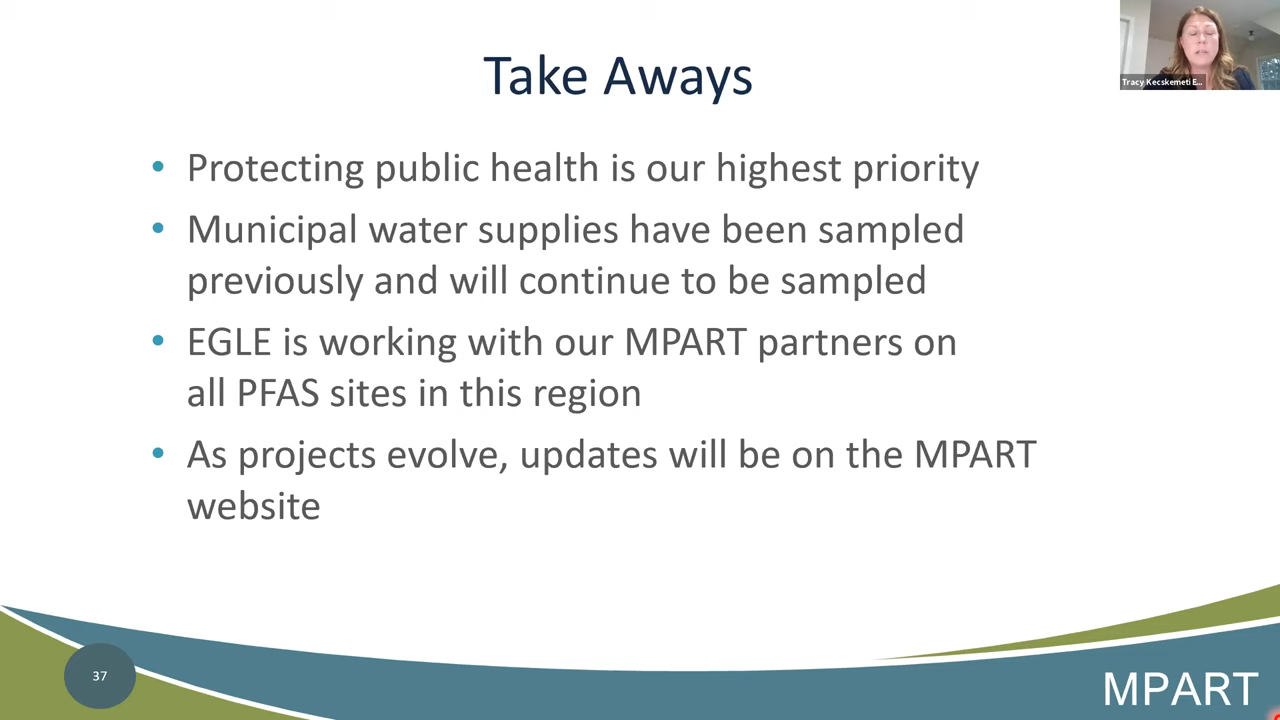 Take Aways
Tracy Kecskemeti E...
• Protecting public health is our highest priority
• Municipal water supplies have been sampled
previously and will continue to be sampled
• EGLE is working with our MPART partners on
all PFAS sites in this region
• As projects evolve, updates will be on the MPART
website
37
MPART